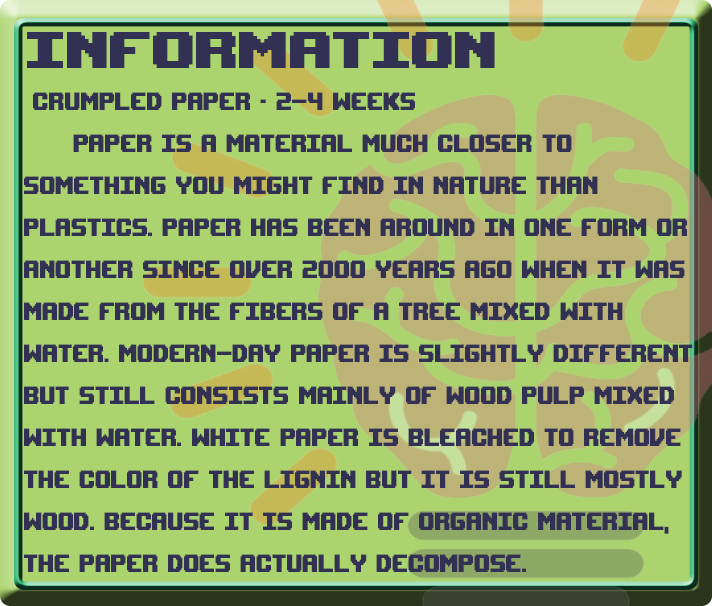 INFORMATION
CRUMPLED PAPER · 2-4 WEEKS
PAPER IS A MATERIAL MUCH CLOSER TO
SOMETHING YOU MIGHT FIND IN NATURE THAN
PLASTICS. PAPER HAS BEEN AROUND IN ONE FORM OR
ANOTHER SINCE OVER 2000 YEARS AGO WHEN IT WAS
MADE FROM THE FIBERS OF A TREE MIXED WITH
WATER. MODERN-DAY PAPER IS SLIGHTLY DIFFERENT
BUT STILL CONSISTS MAINLY OF WOOD PULP MIXED
WITH WATER. WHITE PAPER IS BLEACHED TO REMOVE
THE COLOR OF THE LIGNIN BUT IT IS STILL MOSTLY
WOOD. BECAUSE IT IS MADE OF ORGANIC MATERIAL,
THE PAPER DOES ACTUALLY DECOMPOSE.